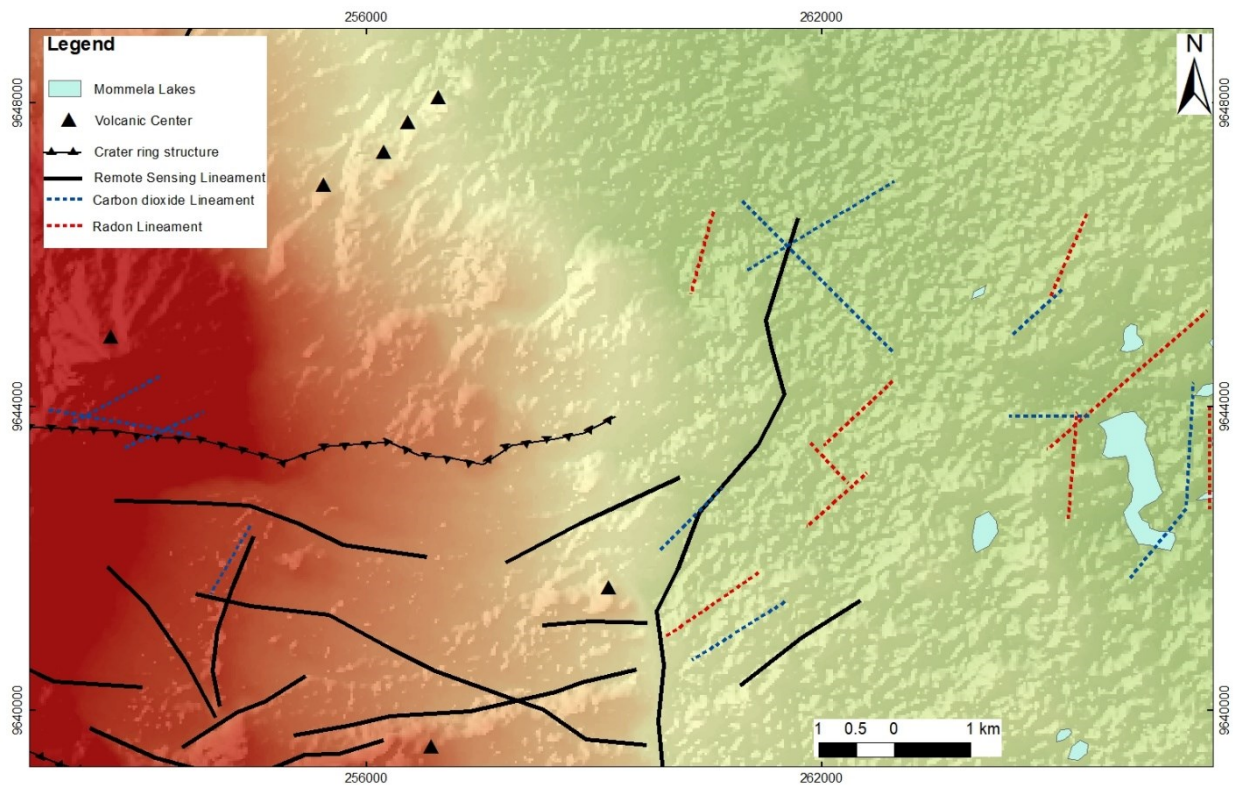 256000
262000
Legend
Mommela Lakes
Volcanic Center
Crater ring structure
Remote Sensing Lineament
Carbon dioxide Lineament
Radon Lineament
N
9648000
9648000
9644000
9644000
9640000
9640000
1 0.5 0 1 km
256000
262000